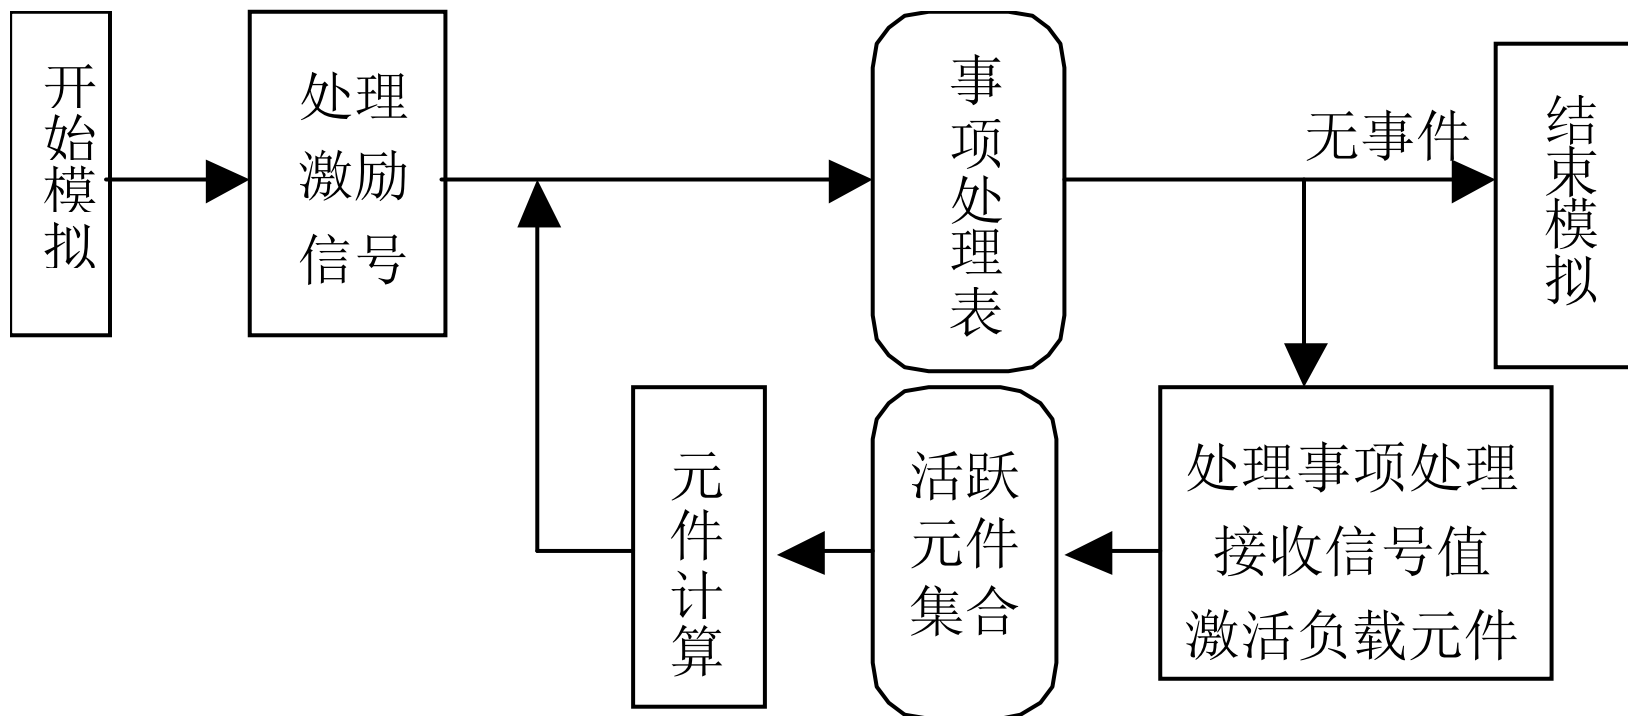 开始模拟
处理
激励
信号
事项处理表
无事件
结束模拟
元件计算
活跃
元件
集合
处理事项处理
接收信号值
激活负载元件